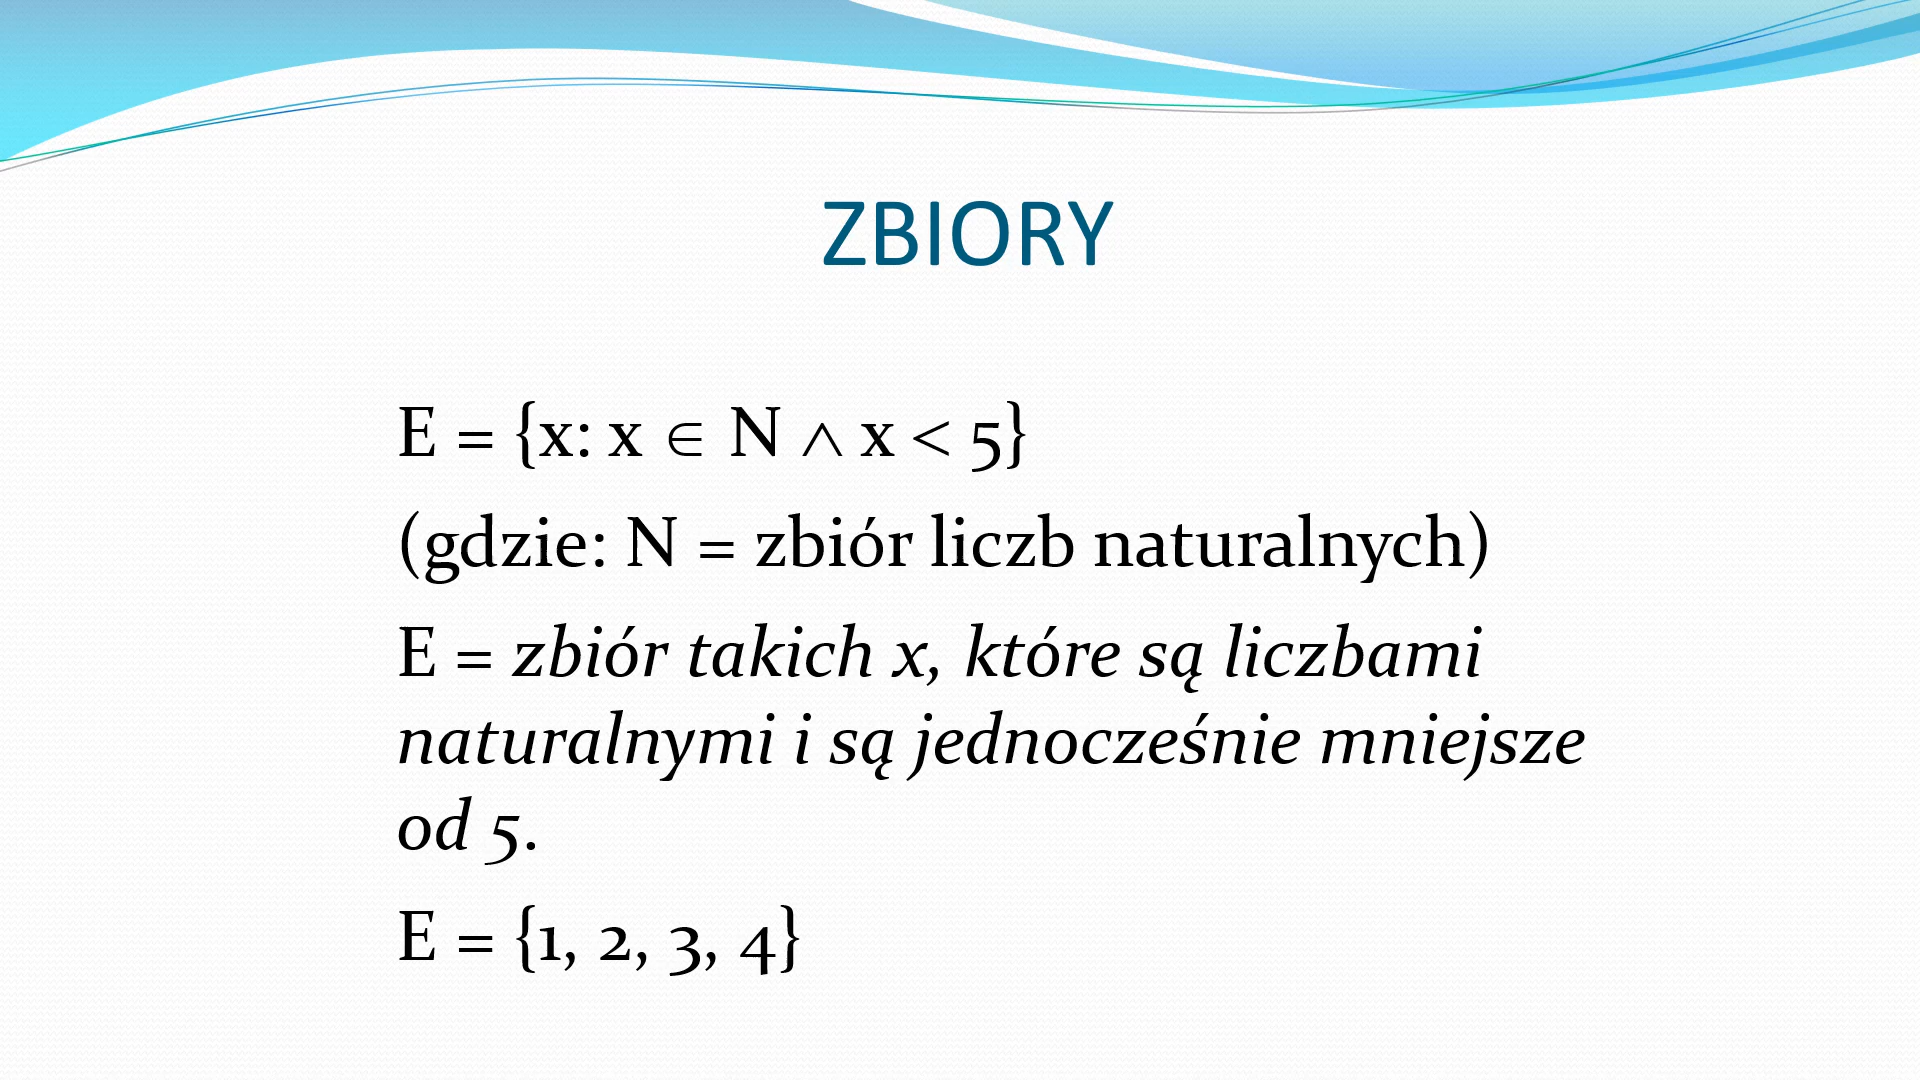 ZBIORY
E = {x: x ∈ N ∧ x < 5}
(gdzie: N = zbiór liczb naturalnych)
E = zbiór takich x, które są liczbami
naturalnymi i są jednocześnie mniejsze
od 5.
E = {1, 2, 3, 4}